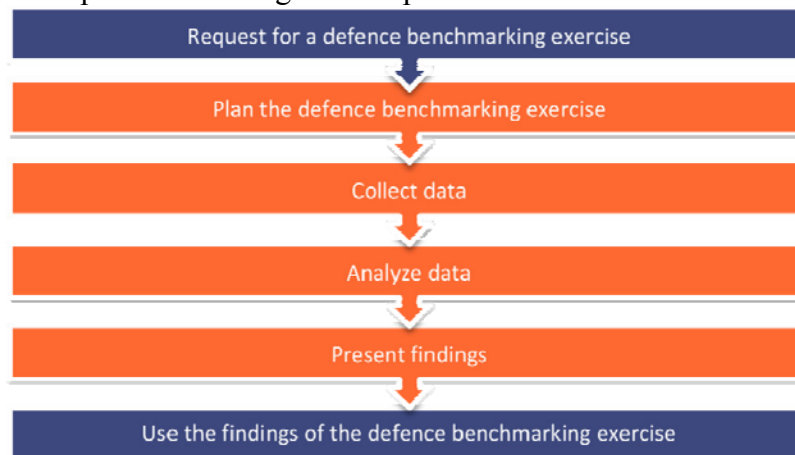 Request for a defence benchmarking exercise
Plan the defence benchmarking exercise
Collect data
Analyze data
Present findings
Use the findings of the defence benchmarking exercise